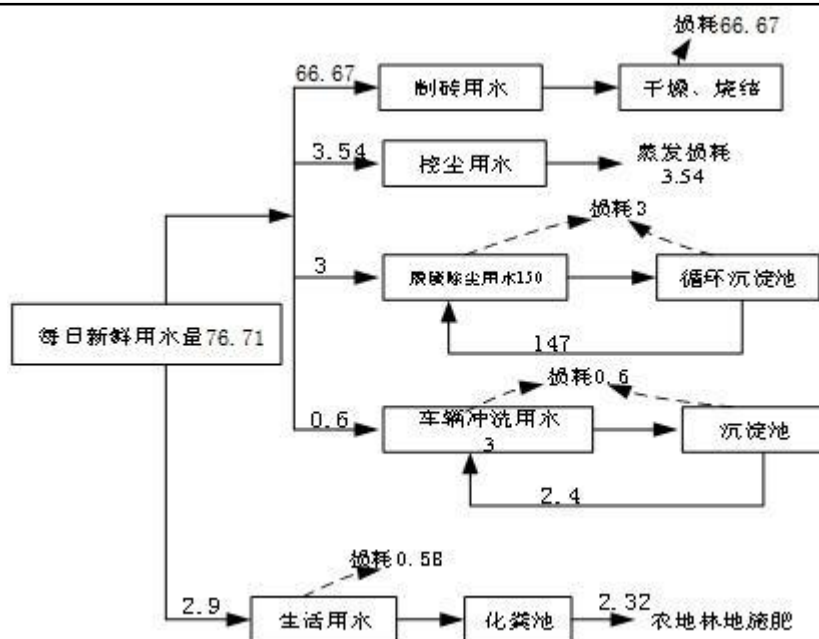 损耗66.67
66.67
制砖用水
干燥、烧结
3.54
控尘用水
蒸发损耗
3.54
损耗3
3
脱硫除尘用水150
循环沉淀池
147
每日新鲜用水量76.71
损耗0.6
0.6
车辆冲洗用水
3
沉淀池
2.4
损耗0.58
2.9
生活用水
化粪池
2.32
农地林地施肥